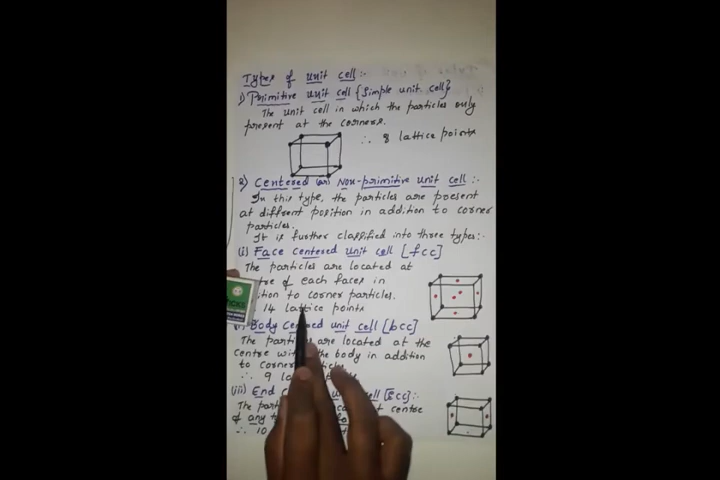 Types of Unit cell :-
1) Primitive unit cell {simple unit cell}
The unit cell in which the particles only
present at the corners.
∴ 8 lattice points
2) Centered (or) Non-primitive unit cell :-
In this type, the particles are present
at diffrent position in addition to corner
particles.
It is further classified into three types:-
(i) Face centered unit cell [fcc]
The particles are located at
of each faces in
to corner particles.
14 lattice points
Body unit cell [bcc]
The are located at the
centre the body in addition
to
∴ 9
(iii) End cell [Ecc] :-
The centre
of any
∴ 10